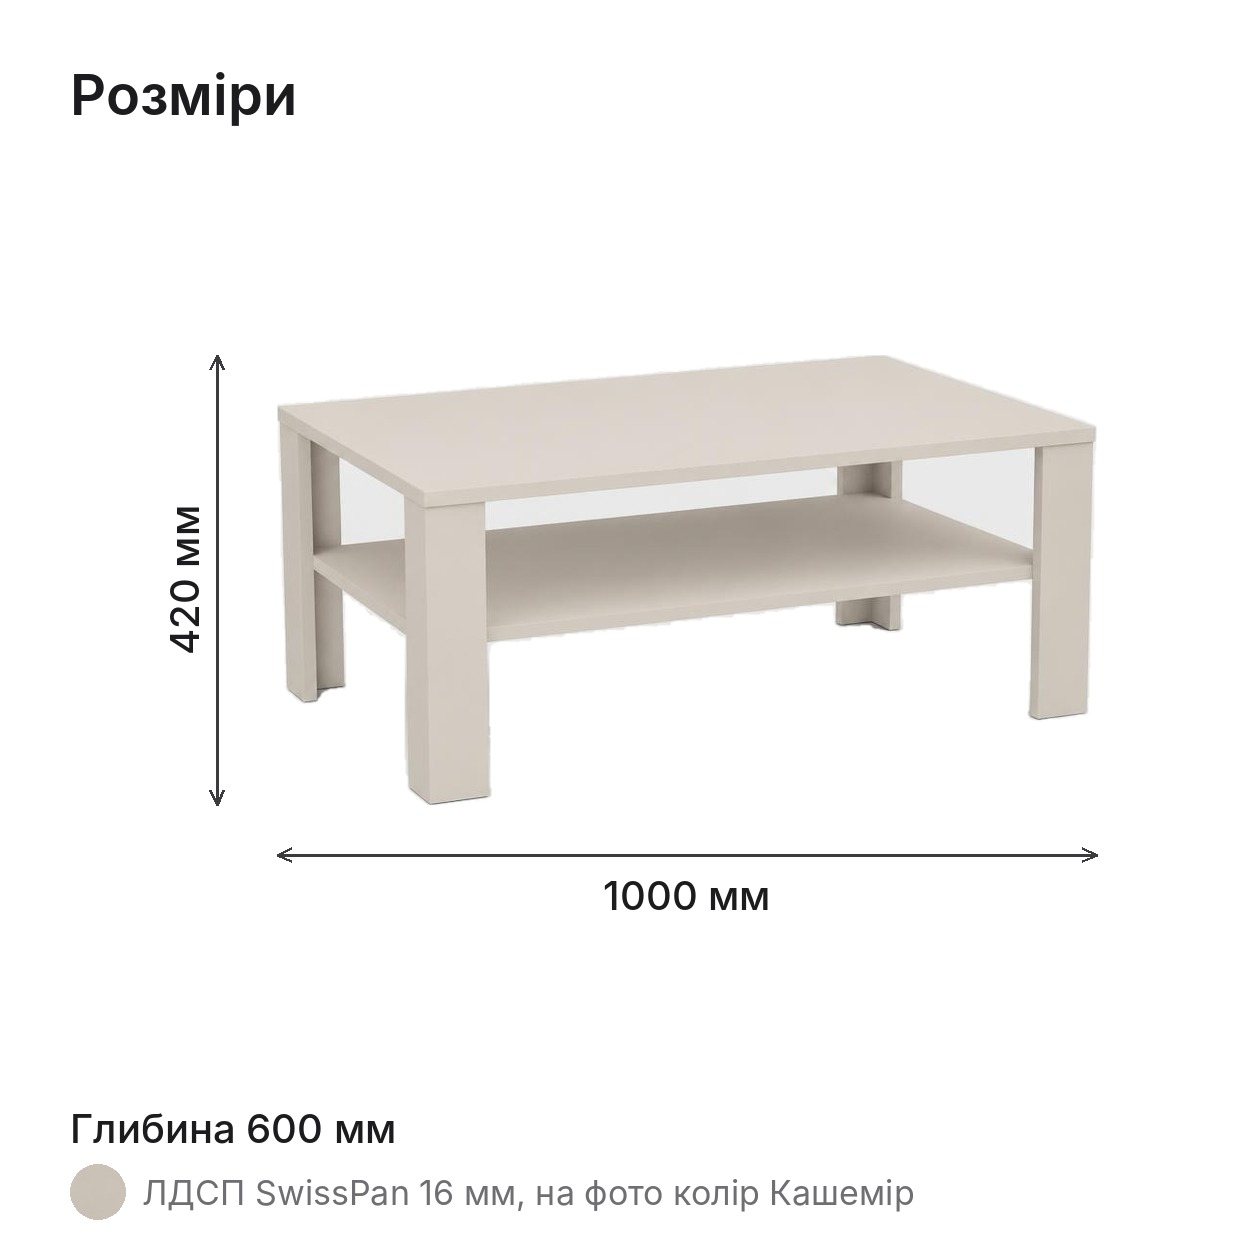 Розміри
420 мм
1000 мм
Глибина 600 мм
ЛДСП SwissPan 16 мм, на фото колір Кашемір